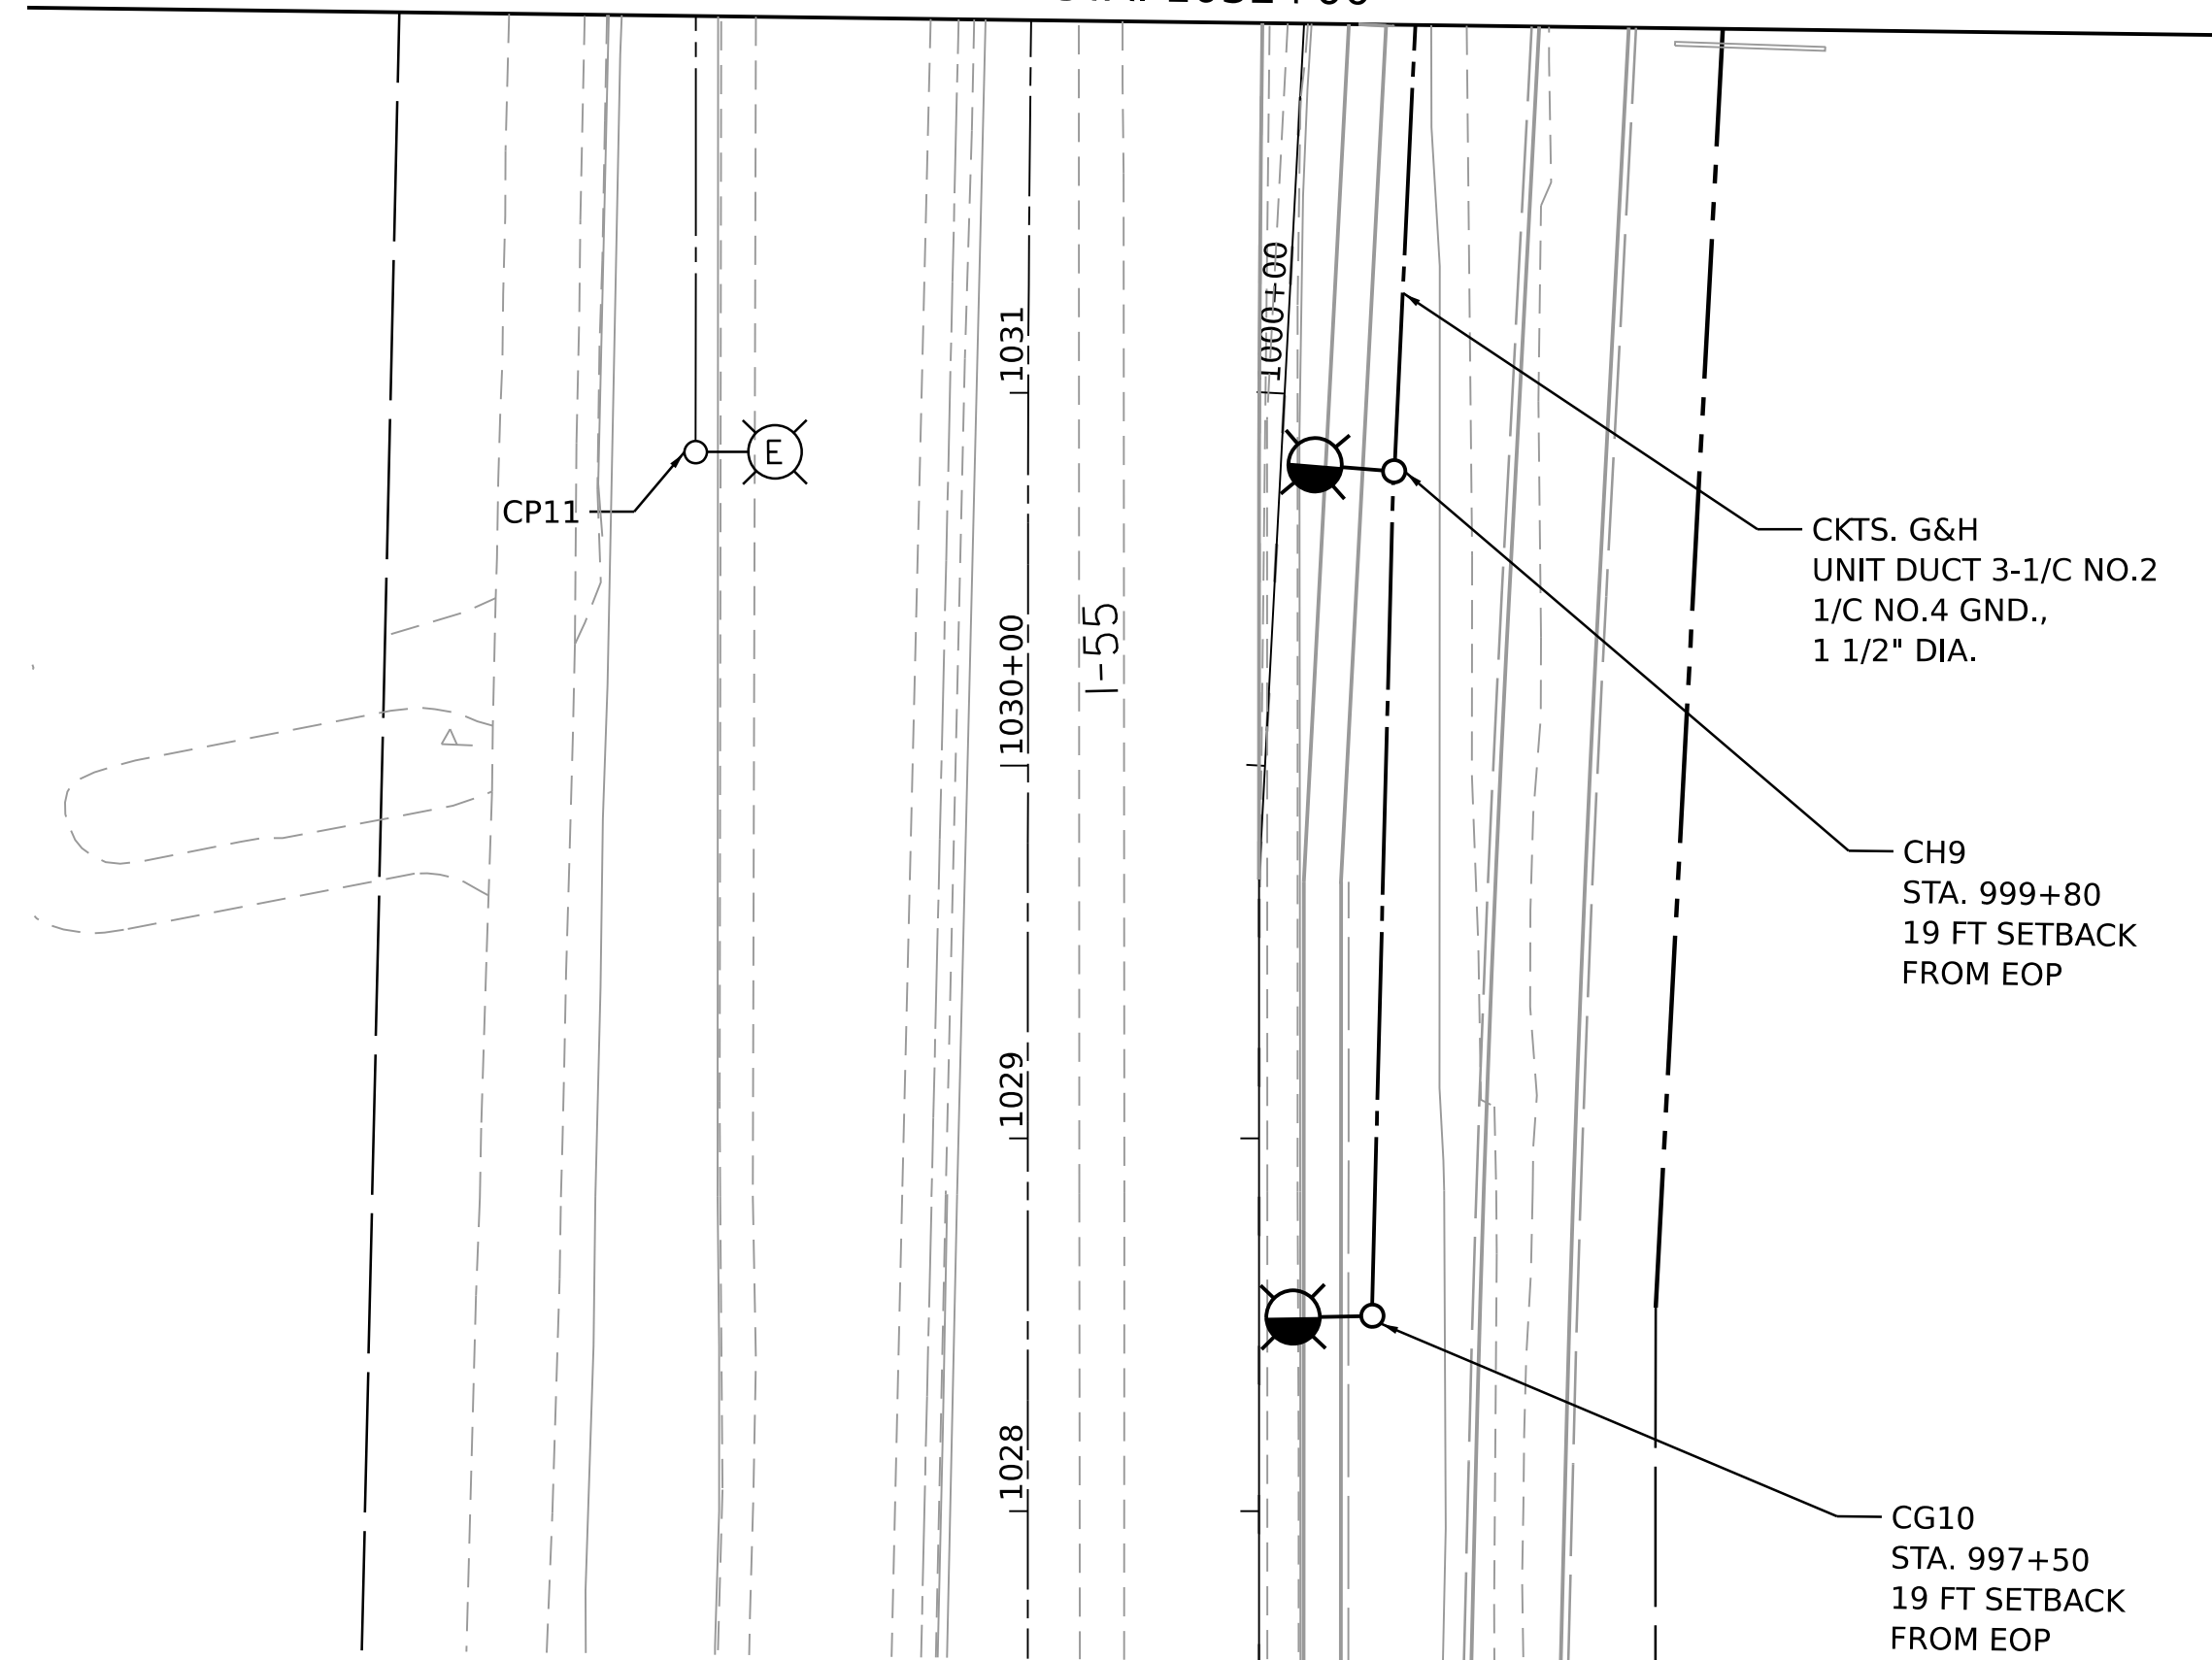 1031
1000+00
E
CP11
CKTS. G&H
UNIT DUCT 3-1/C NO.2
1/C NO.4 GND.,
1 1/2" DIA.
1030+00
I-55
CH9
STA. 999+80
19 FT SETBACK
FROM EOP
1029
1028
CG10
STA. 997+50
19 FT SETBACK
FROM EOP